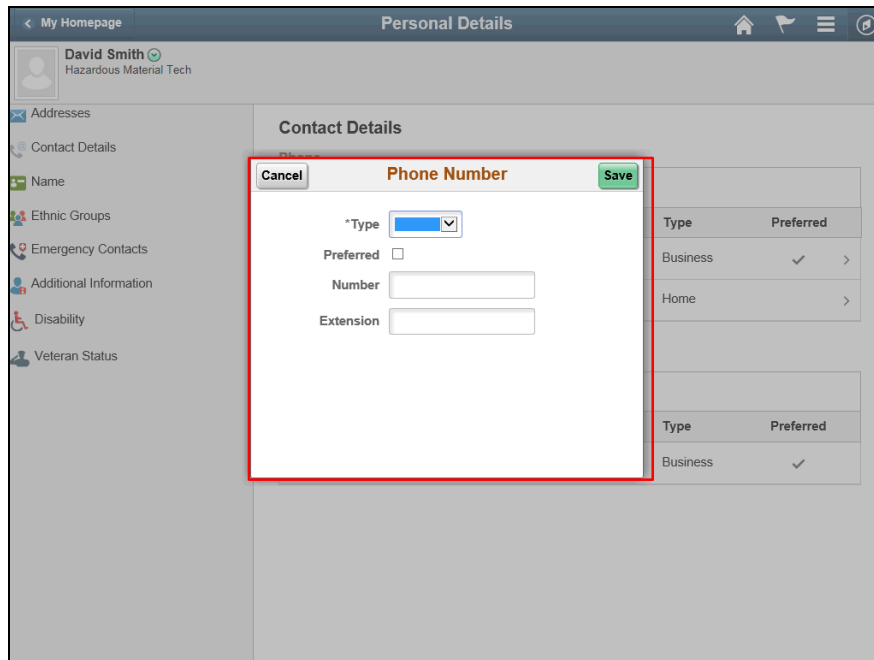 My Homepage
Personal Details
David Smith
Hazardous Material Tech
Addresses
Contact Details
Name
Ethnic Groups
Emergency Contacts
Additional Information
Disability
Veteran Status
Contact Details
Phone
Cancel
Phone Number
Save
*Type
Preferred
Number
Extension
Type Preferred
Business
Home
Type Preferred
Business